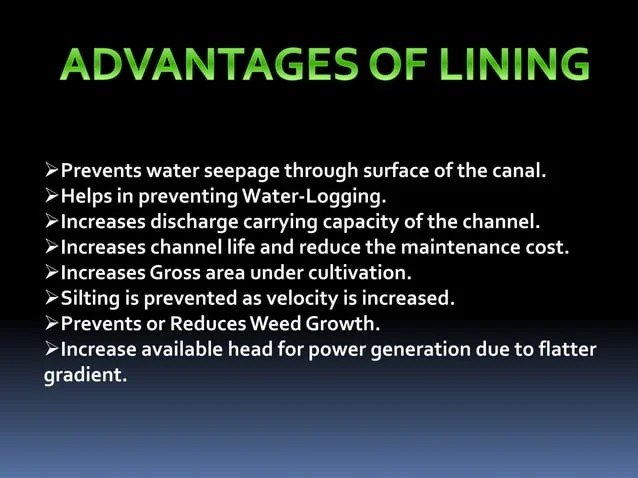 ADVANTAGES OF LINING
➢Prevents water seepage through surface of the canal.
➢Helps in preventing Water-Logging.
➢Increases discharge carrying capacity of the channel.
➢Increases channel life and reduce the maintenance cost.
➢Increases Gross area under cultivation.
➢Silting is prevented as velocity is increased.
➢Prevents or Reduces Weed Growth.
➢Increase available head for power generation due to flatter
gradient.